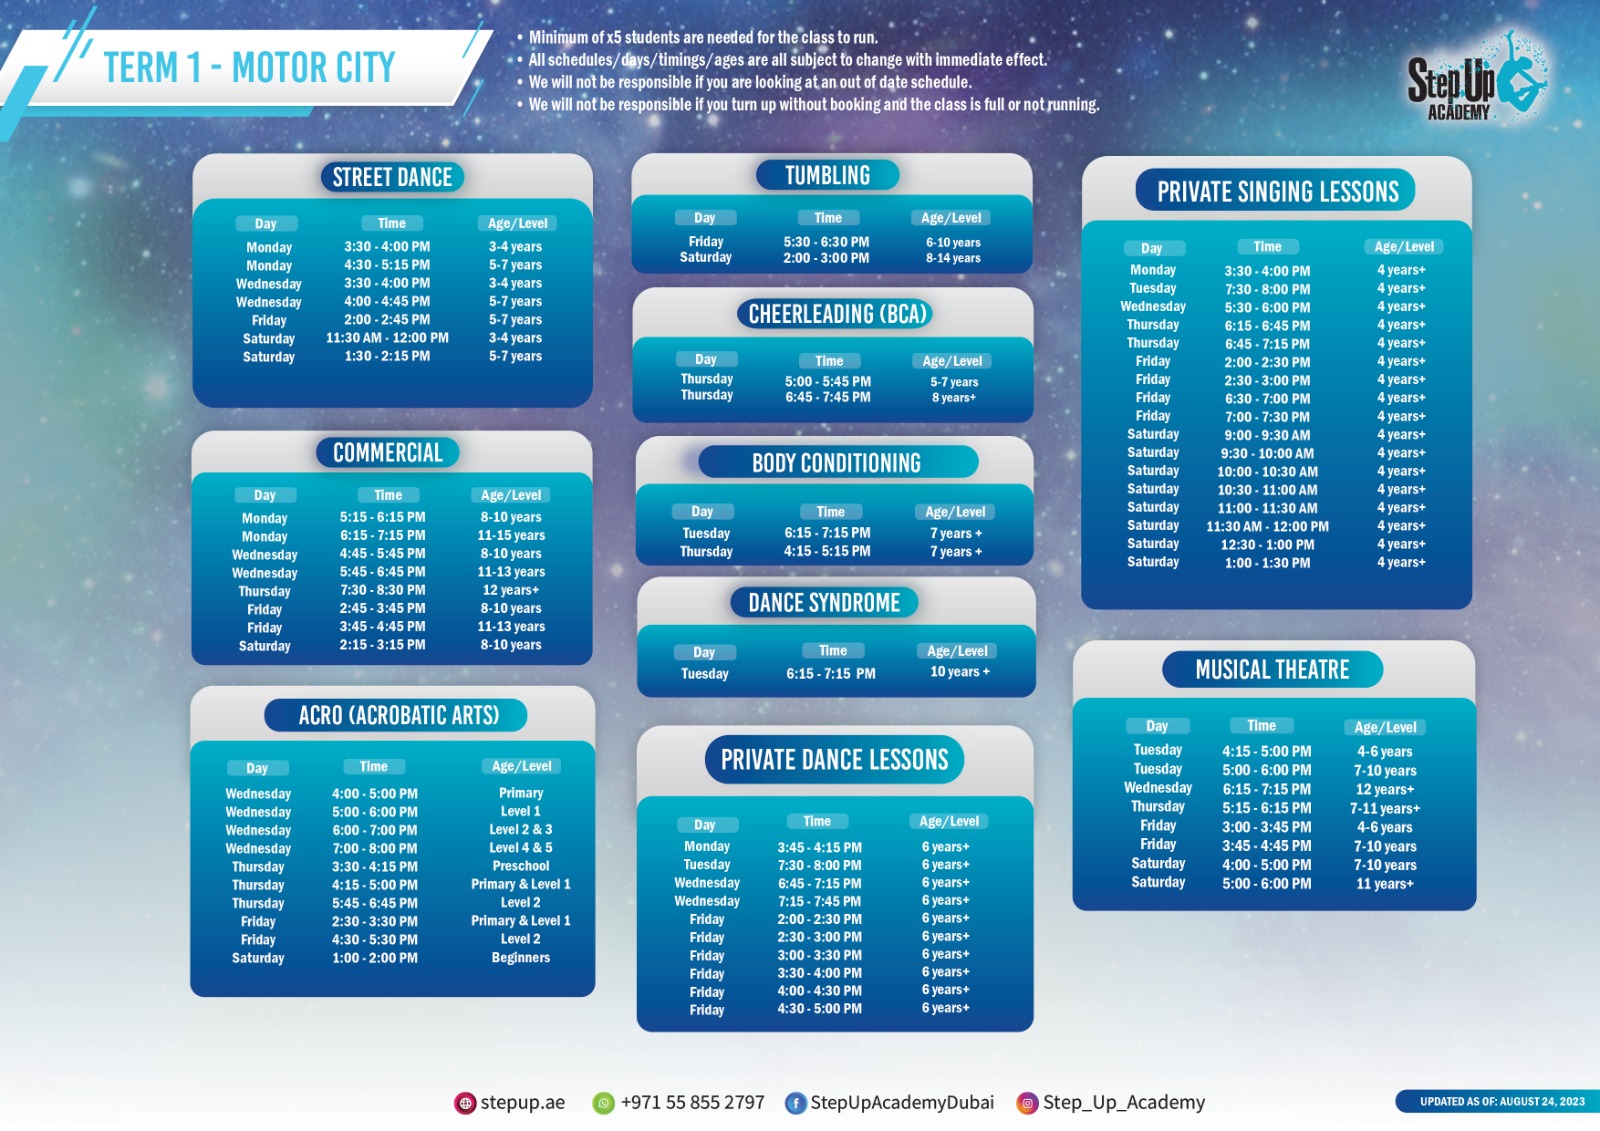 TERM 1 - MOTOR CITY
• Minimum of x5 students are needed for the class to run.
• All schedules/days/timings/ages are all subject to change with immediate effect.
• We will not be responsible if you are looking at an out of date schedule.
• We will not be responsible if you turn up without booking and the class is full or not running.
Step Up
ACADEMY
STREET DANCE
Day Time Age/Level
Monday 3:30 - 4:00 PM 3-4 years
Monday 4:30 - 5:15 PM 5-7 years
Wednesday 3:30 - 4:00 PM 3-4 years
Wednesday 4:00 - 4:45 PM 5-7 years
Friday 2:00 - 2:45 PM 5-7 years
Saturday 11:30 AM - 12:00 PM 3-4 years
Saturday 1:30 - 2:15 PM 5-7 years
COMMERCIAL
Day Time Age/Level
Monday 5:15 - 6:15 PM 8-10 years
Monday 6:15 - 7:15 PM 11-15 years
Wednesday 4:45 - 5:45 PM 8-10 years
Wednesday 5:45 - 6:45 PM 11-13 years
Thursday 7:30 - 8:30 PM 12 years+
Friday 2:45 - 3:45 PM 8-10 years
Friday 3:45 - 4:45 PM 11-13 years
Saturday 2:15 - 3:15 PM 8-10 years
ACRO (ACROBATIC ARTS)
Day Time Age/Level
Wednesday 4:00 - 5:00 PM Primary
Wednesday 5:00 - 6:00 PM Level 1
Wednesday 6:00 - 7:00 PM Level 2 & 3
Wednesday 7:00 - 8:00 PM Level 4 & 5
Thursday 3:30 - 4:15 PM Preschool
Thursday 4:15 - 5:00 PM Primary & Level 1
Thursday 5:45 - 6:45 PM Level 2
Friday 2:30 - 3:30 PM Primary & Level 1
Friday 4:30 - 5:30 PM Level 2
Saturday 1:00 - 2:00 PM Beginners
TUMBLING
Day Time Age/Level
Friday 5:30 - 6:30 PM 6-10 years
Saturday 2:00 - 3:00 PM 8-14 years
CHEERLEADING (BCA)
Day Time Age/Level
Thursday 5:00 - 5:45 PM 5-7 years
Thursday 6:45 - 7:45 PM 8 years+
BODY CONDITIONING
Day Time Age/Level
Tuesday 6:15 - 7:15 PM 7 years +
Thursday 4:15 - 5:15 PM 7 years +
DANCE SYNDROME
Day Time Age/Level
Tuesday 6:15 - 7:15 PM 10 years +
PRIVATE DANCE LESSONS
Day Time Age/Level
Monday 3:45 - 4:15 PM 6 years+
Tuesday 7:30 - 8:00 PM 6 years+
Wednesday 6:45 - 7:15 PM 6 years+
Wednesday 7:15 - 7:45 PM 6 years+
Friday 2:00 - 2:30 PM 6 years+
Friday 2:30 - 3:00 PM 6 years+
Friday 3:00 - 3:30 PM 6 years+
Friday 3:30 - 4:00 PM 6 years+
Friday 4:00 - 4:30 PM 6 years+
Friday 4:30 - 5:00 PM 6 years+
PRIVATE SINGING LESSONS
Day Time Age/Level
Monday 3:30 - 4:00 PM 4 years+
Tuesday 7:30 - 8:00 PM 4 years+
Wednesday 5:30 - 6:00 PM 4 years+
Thursday 6:15 - 6:45 PM 4 years+
Thursday 6:45 - 7:15 PM 4 years+
Friday 2:00 - 2:30 PM 4 years+
Friday 2:30 - 3:00 PM 4 years+
Friday 6:30 - 7:00 PM 4 years+
Friday 7:00 - 7:30 PM 4 years+
Saturday 9:00 - 9:30 AM 4 years+
Saturday 9:30 - 10:00 AM 4 years+
Saturday 10:00 - 10:30 AM 4 years+
Saturday 10:30 - 11:00 AM 4 years+
Saturday 11:00 - 11:30 AM 4 years+
Saturday 11:30 AM - 12:00 PM 4 years+
Saturday 12:30 - 1:00 PM 4 years+
Saturday 1:00 - 1:30 PM 4 years+
MUSICAL THEATRE
Day Time Age/Level
Tuesday 4:15 - 5:00 PM 4-6 years
Tuesday 5:00 - 6:00 PM 7-10 years
Wednesday 6:15 - 7:15 PM 12 years+
Thursday 5:15 - 6:15 PM 7-11 years+
Friday 3:00 - 3:45 PM 4-6 years
Friday 3:45 - 4:45 PM 7-10 years
Saturday 4:00 - 5:00 PM 7-10 years
Saturday 5:00 - 6:00 PM 11 years+
stepup.ae +971 55 855 2797 StepUpAcademyDubai Step_Up_Academy
UPDATED AS OF: AUGUST 24, 2023